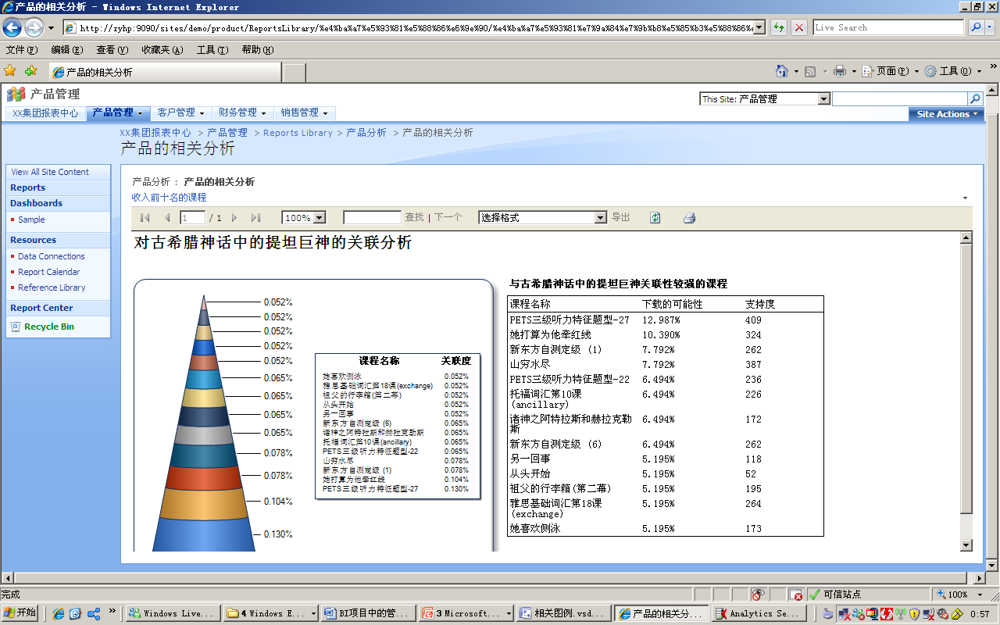 产品的相关分析 - Windows Internet Explorer
http://zyhp:9090/sites/demo/product/ReportsLibrary/%e4%ba%a7%e5%93%81%e5%88%86%e6%9e%90/%e4%ba%a7%e5%93%81%e7%9a%84%e7%9b%b8%e5%85%b3%e5%88%86%e
Live Search
文件(F) 编辑(E) 查看(V) 收藏夹(A) 工具(T) 帮助(H)
产品的相关分析
页面(P) 工具(O)
产品管理
This Site: 产品管理
XX集团报表中心 产品管理 客户管理 财务管理 销售管理
Site Actions
XX集团报表中心 > 产品管理 > Reports Library > 产品分析 > 产品的相关分析
产品的相关分析
View All Site Content
Reports
Dashboards
Sample
Resources
Data Connections
Report Calendar
Reference Library
Report Center
Recycle Bin
产品分析 : 产品的相关分析
收入前十名的课程
1 / 1 100% 查找 | 下一个 选择格式 导出
对古希腊神话中的提坦巨神的关联分析
0.052%
0.052%
0.052%
0.052%
0.052%
0.065%
0.065%
0.065%
0.065%
0.078%
0.078%
0.104%
0.130%
课程名称 关联度
她喜欢侧泳 0.052%
雅思基础词汇第18课(exchange) 0.052%
祖父的行李箱(第二幕) 0.052%
从头开始 0.052%
另一回事 0.052%
新东方自测定级 (6) 0.065%
诸神之阿特拉斯和赫拉克勒斯 0.065%
托福词汇第10课(ancillary) 0.065%
PETS三级听力特征题型-22 0.065%
山穷水尽 0.078%
新东方自测定级 (1) 0.078%
她打算为他牵红线 0.104%
PETS三级听力特征题型-27 0.130%
与古希腊神话中的提坦巨神关联性较强的课程
课程名称 下载的可能性 支持度
PETS三级听力特征题型-27 12.987% 409
她打算为他牵红线 10.390% 324
新东方自测定级 (1) 7.792% 262
山穷水尽 7.792% 387
PETS三级听力特征题型-22 6.494% 236
托福词汇第10课 6.494% 226
(ancillary)
诸神之阿特拉斯和赫拉克勒 6.494% 172
斯
新东方自测定级 (6) 6.494% 262
另一回事 5.195% 118
从头开始 5.195% 52
祖父的行李箱(第二幕) 5.195% 195
雅思基础词汇第18课 5.195% 264
(exchange)
她喜欢侧泳 5.195% 173
完成 可信站点 100%
开始 Windows Live... 4 Windows E... BI项目中的管... 3 Microsoft... 相关图例.vsd... 产品的相关分... Analytics Se... 0:57